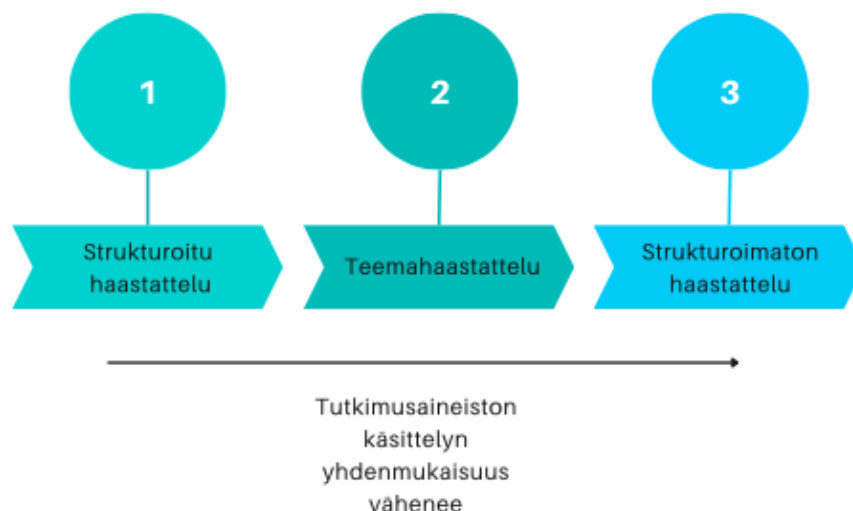 1
2
3
Strukturoitu
haastattelu
Teemahaastattelu
Strukturoimaton
haastattelu
Tutkimusaineiston
käsittelyn
yhdenmukaisuus
vähenee